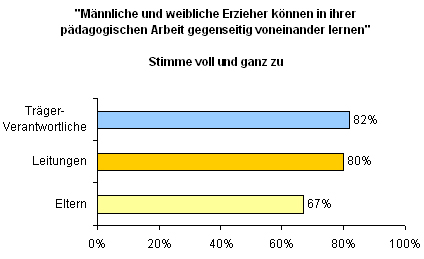 "Männliche und weibliche Erzieher können in ihrer
pädagogischen Arbeit gegenseitig voneinander lernen"
Stimme voll und ganz zu
Träger-
Verantwortliche
82%
Leitungen
80%
Eltern
67%
0% 20% 40% 60% 80% 100%